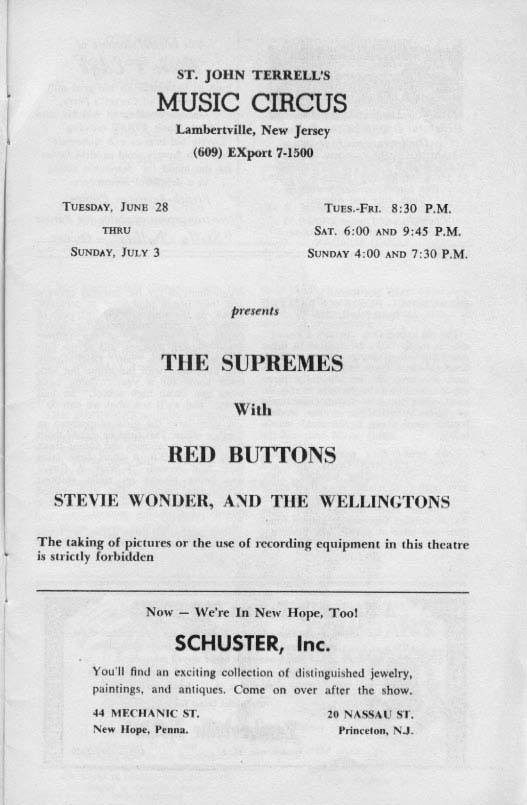 ST. JOHN TERRELL'S
MUSIC CIRCUS
Lambertville, New Jersey
(609) EXport 7-1500
TUESDAY, JUNE 28
THRU
SUNDAY, JULY 3
TUES.-FRI. 8:30 P.M.
SAT. 6:00 AND 9:45 P.M.
SUNDAY 4:00 AND 7:30 P.M.
presents
THE SUPREMES
With
RED BUTTONS
STEVIE WONDER, AND THE WELLINGTONS
The taking of pictures or the use of recording equipment in this theatre
is strictly forbidden
Now — We're In New Hope, Too!
SCHUSTER, Inc.
You'll find an exciting collection of distinguished jewelry,
paintings, and antiques. Come on over after the show.
44 MECHANIC ST.
New Hope, Penna.
20 NASSAU ST.
Princeton, N.J.